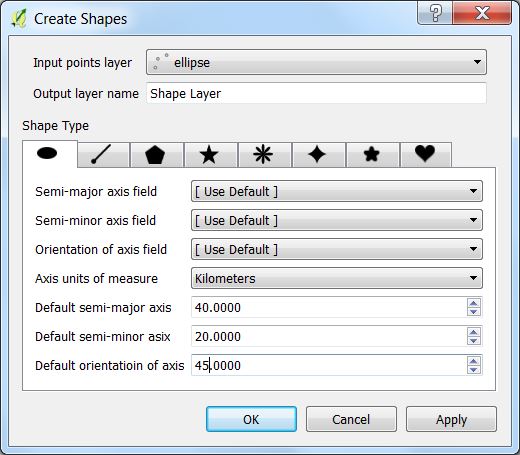 Create Shapes
Input points layer ellipse
Output layer name Shape Layer
Shape Type
Semi-major axis field [ Use Default ]
Semi-minor axis field [ Use Default ]
Orientation of axis field [ Use Default ]
Axis units of measure Kilometers
Default semi-major axis 40.0000
Default semi-minor asix 20.0000
Default orientatioin of axis 45.0000
OK Cancel Apply